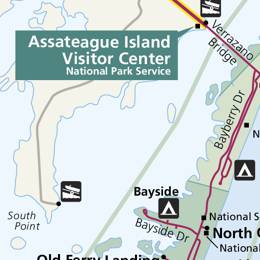 Assateague Island
Visitor Center
National Park Service
Verrazano
Bridge
Bayberry Dr
Bayside
Bayside Dr
South
Point
National S
North
National
Old Ferry Landing